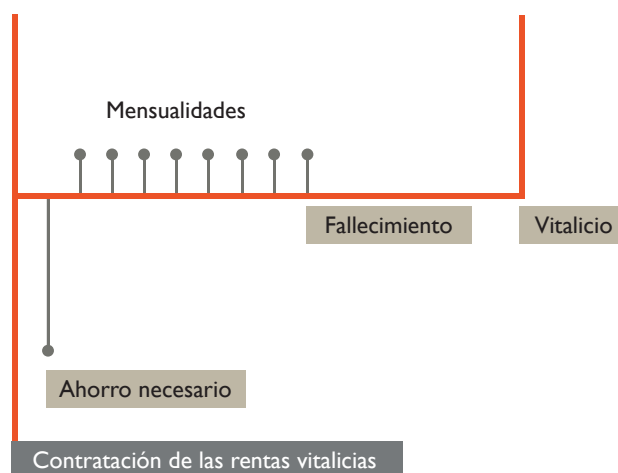 Mensualidades
Fallecimiento
Vitalicio
Ahorro necesario
Contratación de las rentas vitalicias